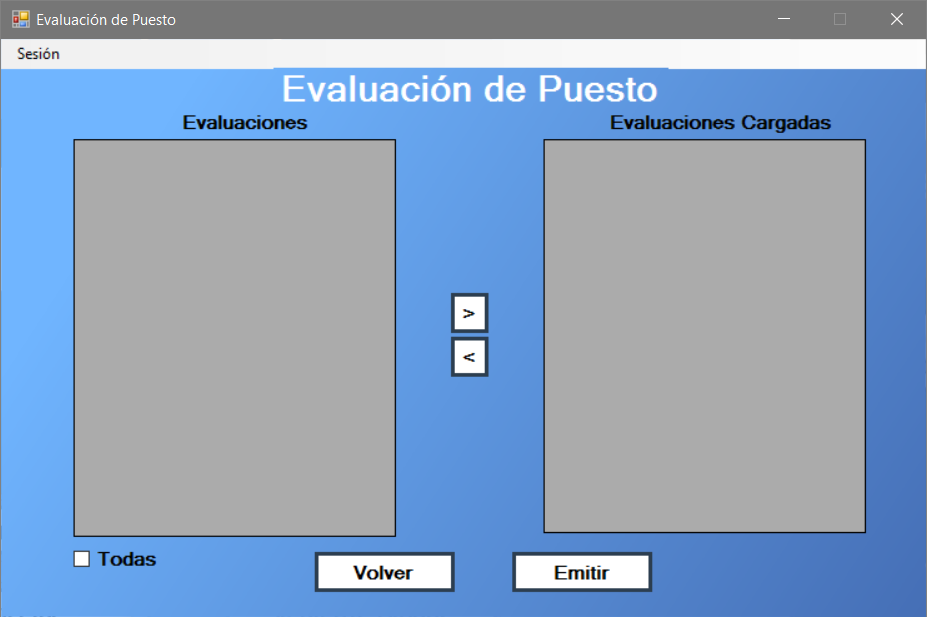 Evaluación de Puesto
Sesión
Evaluación de Puesto
Evaluaciones
Evaluaciones Cargadas
>
<
Todas
Volver
Emitir